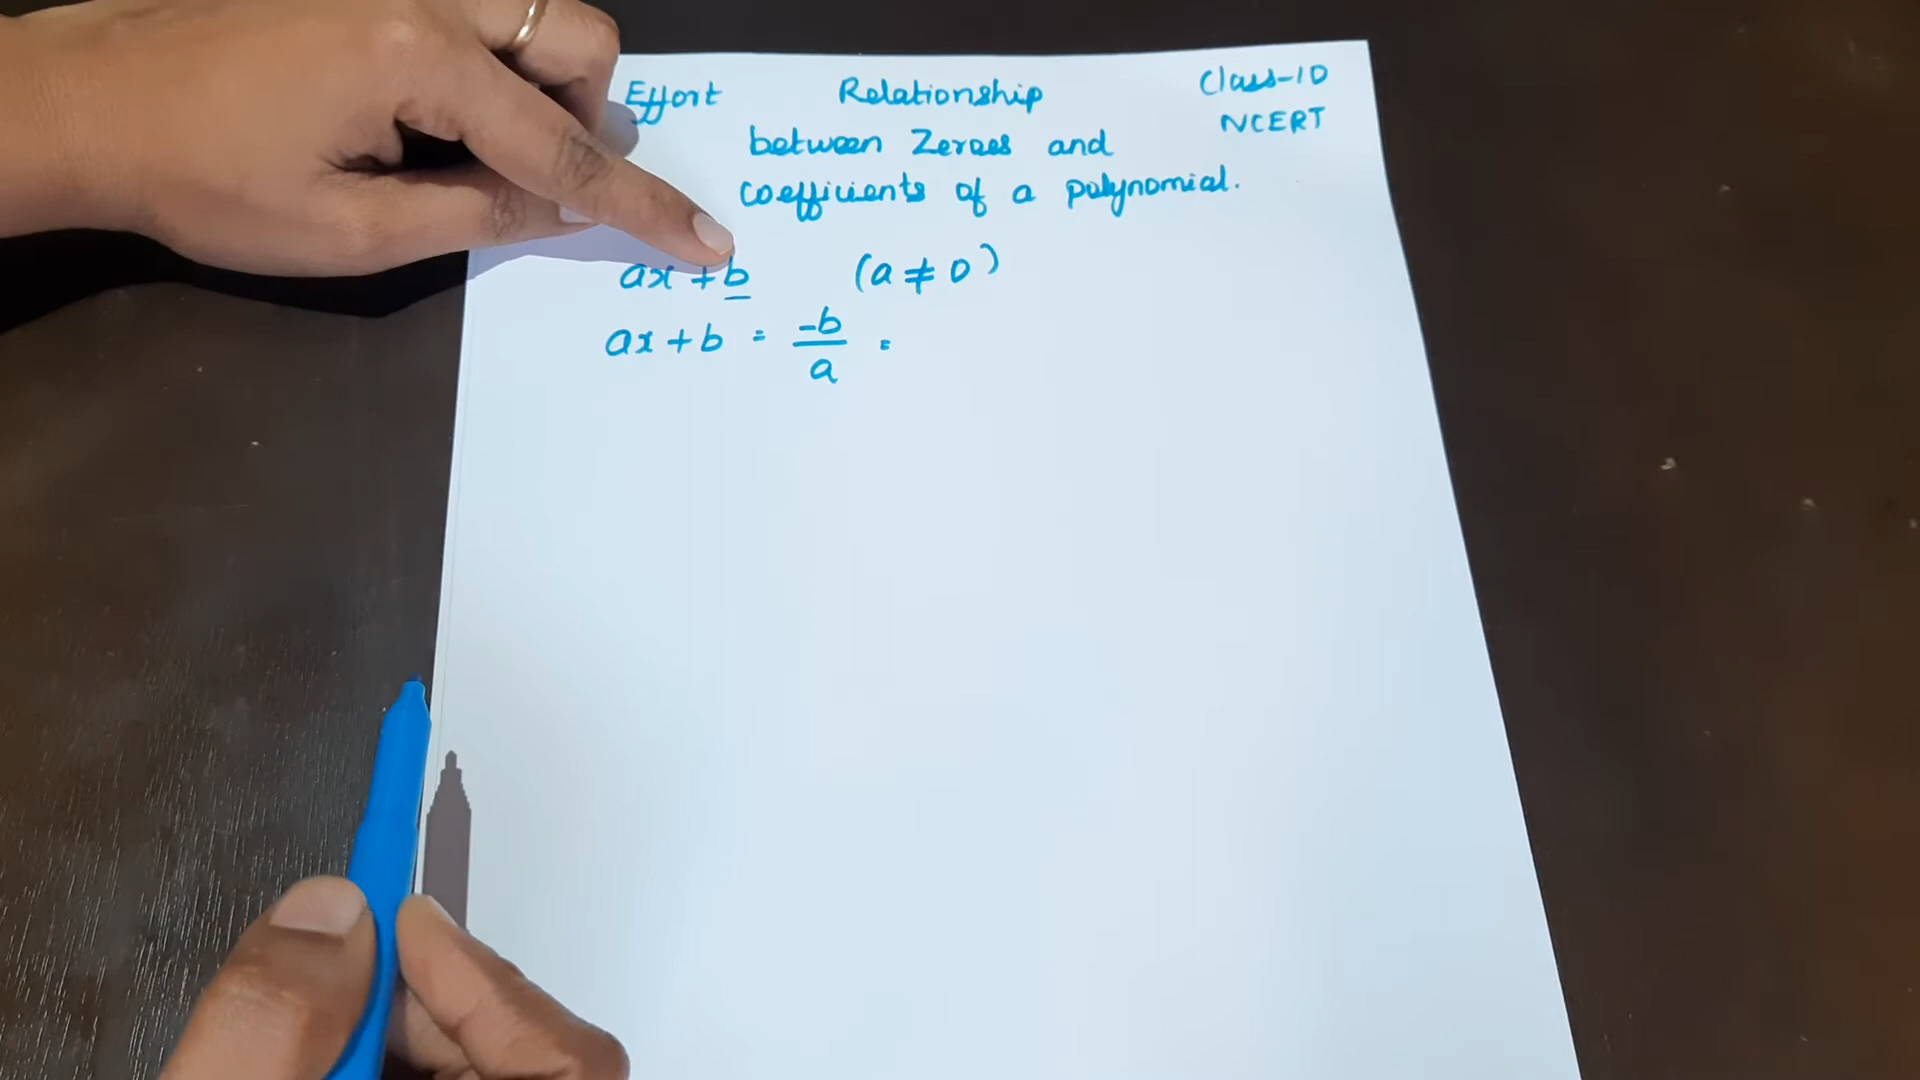 Effort Relationship Class-10
between Zeroes and NCERT
coefficients of a polynomial.
ax + b (a ≠ 0)
ax + b = -b/a =